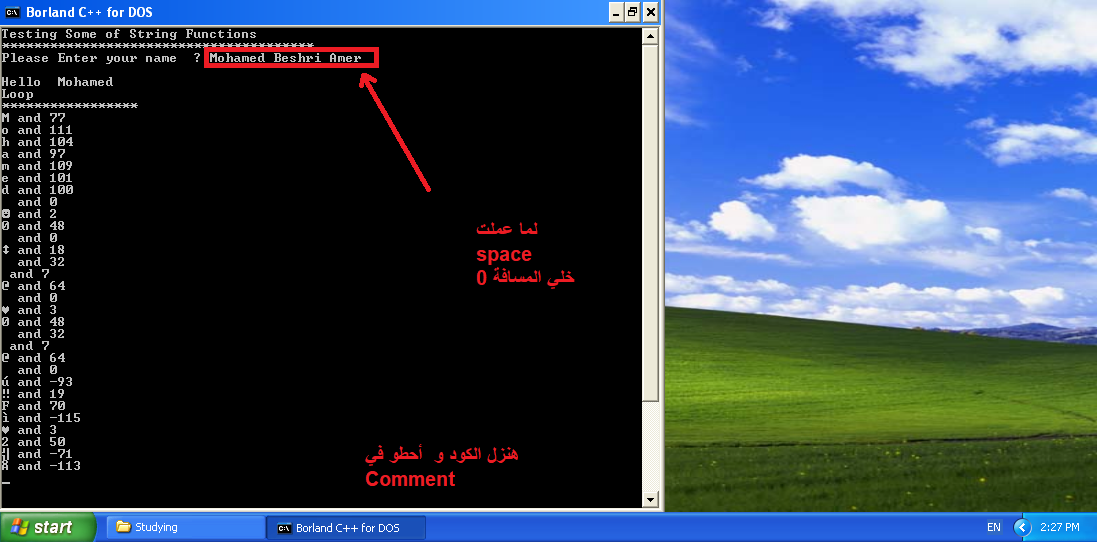 Borland C++ for DOS
Testing Some of String Functions
***************************************
Please Enter your name  ? Mohamed Beshri Amer
Hello  Mohamed
Loop
*****************
M and 77
o and 111
h and 104
a and 97
m and 109
e and 101
d and 100
and 0
☻ and 2
0 and 48
and 0
↕ and 18
and 32
and 7
@ and 64
and 0
♥ and 3
0 and 48
and 32
and 7
@ and 64
and 0
ú and -93
‼ and 19
F and 70
ì and -115
♥ and 3
2 and 50
╣ and -71
Å and -113
_
لما عملت
space
خلي المسافة 0
هنزل الكود و أحطو في
Comment
start
Studying
Borland C++ for DOS
EN
2:27 PM